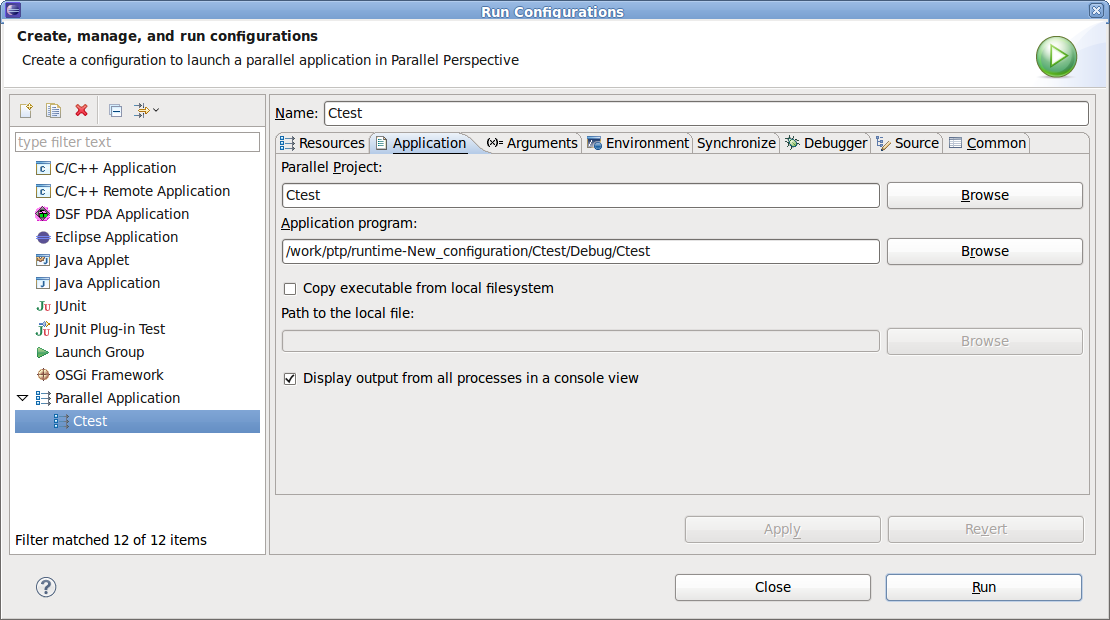 Run Configurations
Create, manage, and run configurations
Create a configuration to launch a parallel application in Parallel Perspective
type filter text
C/C++ Application
C/C++ Remote Application
DSF PDA Application
Eclipse Application
Java Applet
Java Application
JUnit
JUnit Plug-in Test
Launch Group
OSGi Framework
Parallel Application
Ctest
Filter matched 12 of 12 items
Name: Ctest
Resources Application Arguments Environment Synchronize Debugger Source Common
Parallel Project:
Ctest Browse
Application program:
/work/ptp/runtime-New_configuration/Ctest/Debug/Ctest Browse
Copy executable from local filesystem
Path to the local file:
Browse
Display output from all processes in a console view
Apply Revert
Close Run